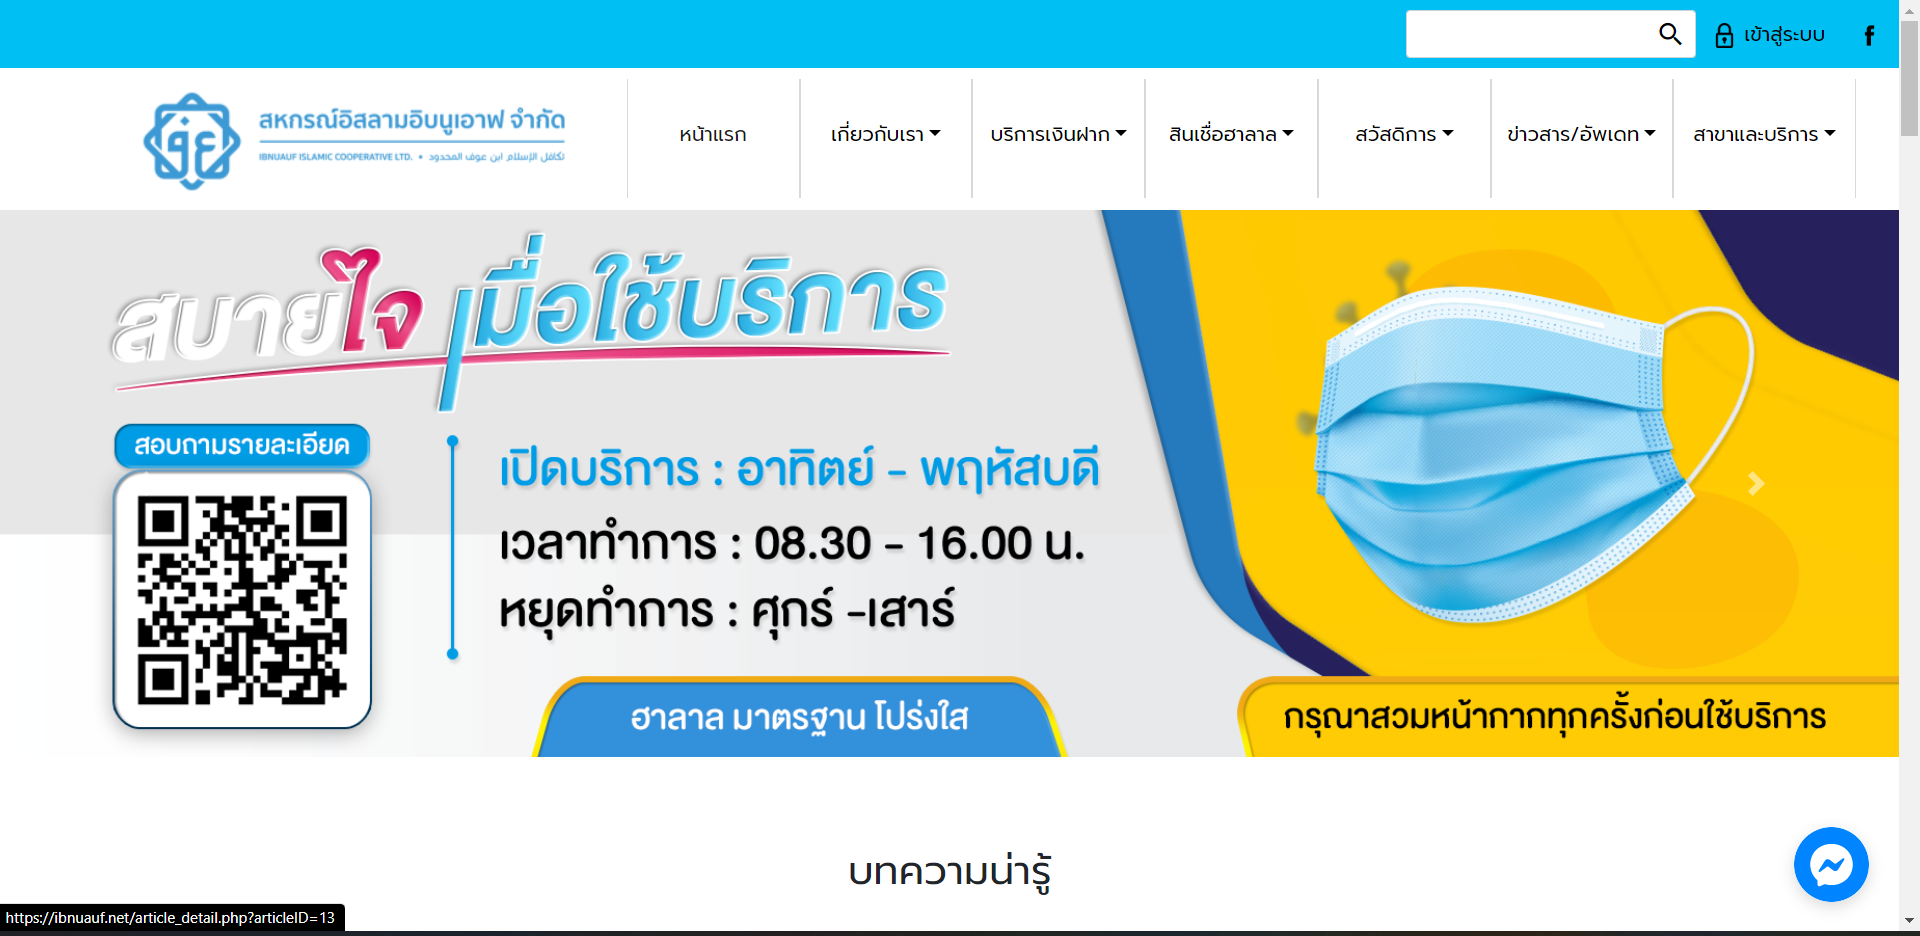 เข้าสู่ระบบ
สหกรณ์อิสลามอิบนูเอาฟ จำกัด
IBNUAUF ISLAMIC COOPERATIVE LTD. • تكافل الإسلام ابن عوف المحدود
หน้าแรก
เกี่ยวกับเรา
บริการเงินฝาก
สินเชื่อฮาลาล
สวัสดิการ
ข่าวสาร/อัพเดท
สาขาและบริการ
สบายใจ เมื่อใช้บริการ
สอบถามรายละเอียด
เปิดบริการ : อาทิตย์ - พฤหัสบดี
เวลาทำการ : 08.30 - 16.00 น.
หยุดทำการ : ศุกร์ -เสาร์
ฮาลาล มาตรฐาน โปร่งใส
กรุณาสวมหน้ากากทุกครั้งก่อนใช้บริการ
บทความน่ารู้
https://ibnuauf.net/article_detail.php?articleID=13